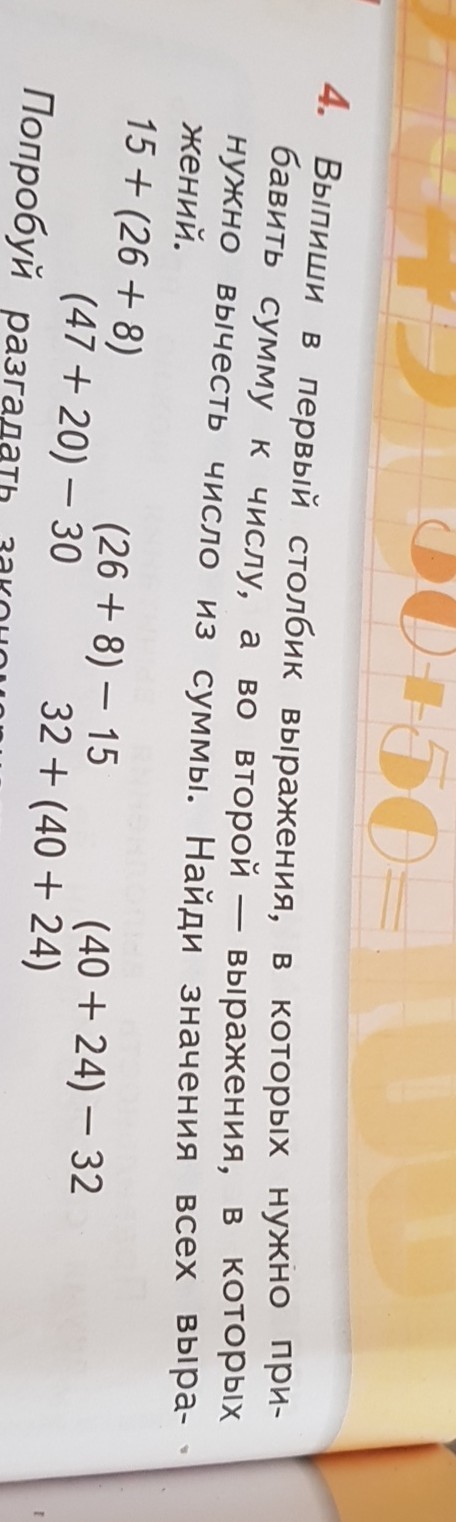 50+50=
4. Выпиши в первый столбик выражения, в которых нужно при-
бавить сумму к числу, а во второй — выражения, в которых
нужно вычесть число из суммы. Найди значения всех выра-
жений.
15 + (26 + 8) (26 + 8) – 15 (40 + 24) – 32
(47 + 20) – 30 32 + (40 + 24)
Попробуй разгадать